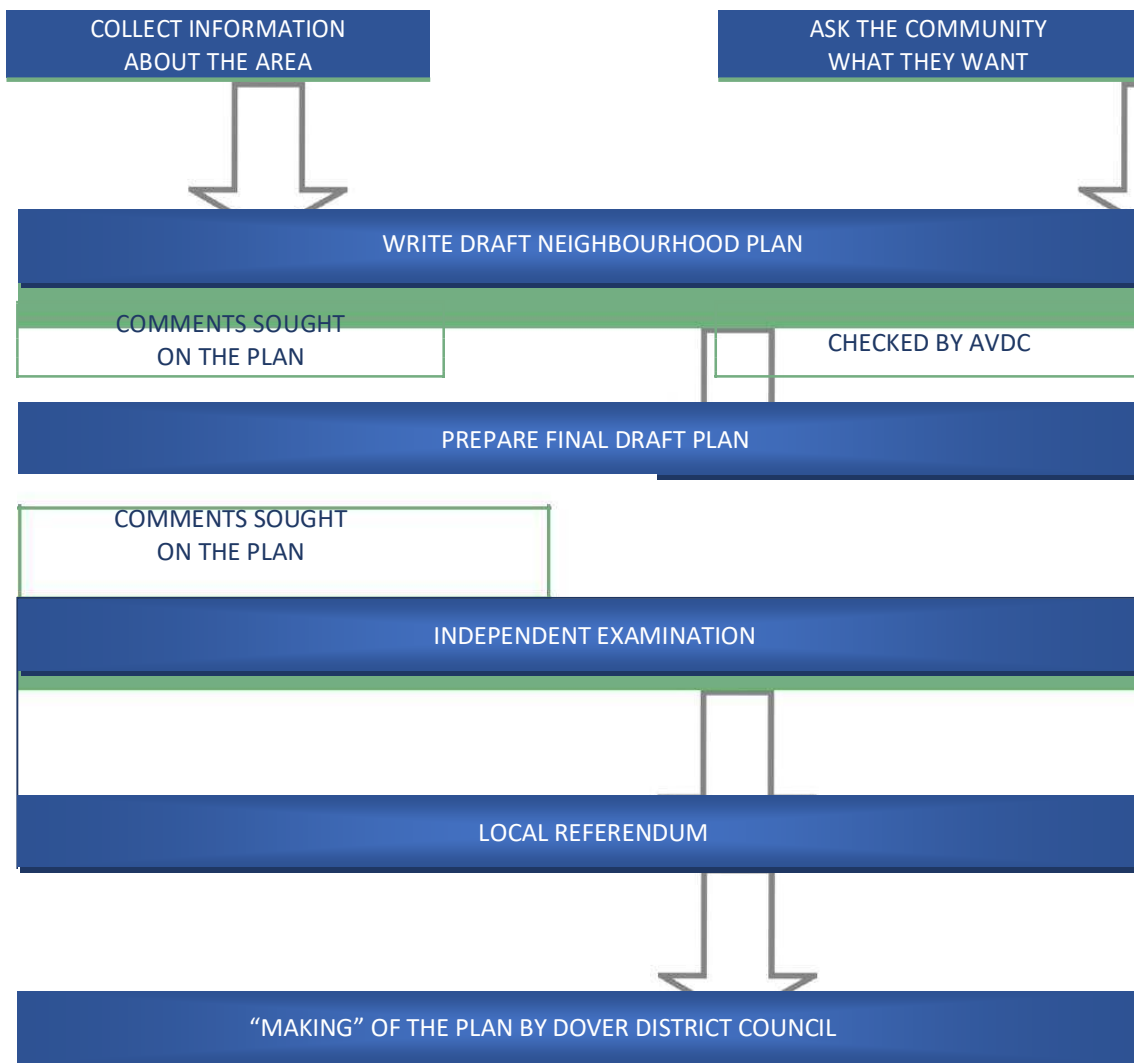 COLLECT INFORMATION
ABOUT THE AREA
ASK THE COMMUNITY
WHAT THEY WANT
WRITE DRAFT NEIGHBOURHOOD PLAN
COMMENTS SOUGHT
ON THE PLAN
CHECKED BY AVDC
PREPARE FINAL DRAFT PLAN
COMMENTS SOUGHT
ON THE PLAN
INDEPENDENT EXAMINATION
LOCAL REFERENDUM
“MAKING” OF THE PLAN BY DOVER DISTRICT COUNCIL